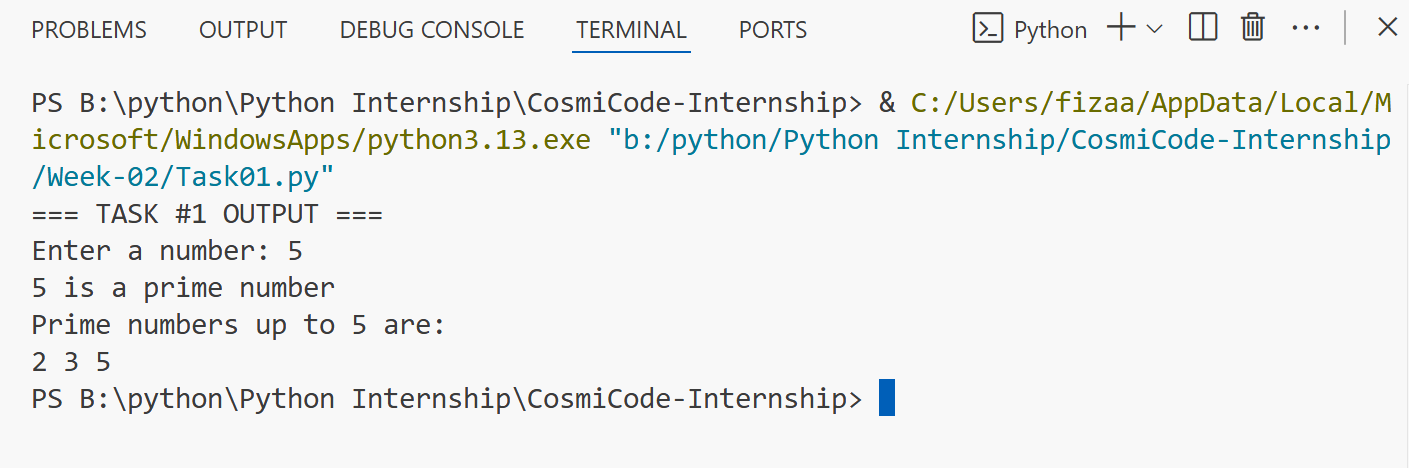 PROBLEMS OUTPUT DEBUG CONSOLE TERMINAL PORTS Python
PS B:\python\Python Internship\CosmiCode-Internship> & C:/Users/fizaa/AppData/Local/M
icrosoft/WindowsApps/python3.13.exe "b:/python/Python Internship/CosmiCode-Internship
/Week-02/Task01.py"
=== TASK #1 OUTPUT ===
Enter a number: 5
5 is a prime number
Prime numbers up to 5 are:
2 3 5
PS B:\python\Python Internship\CosmiCode-Internship>